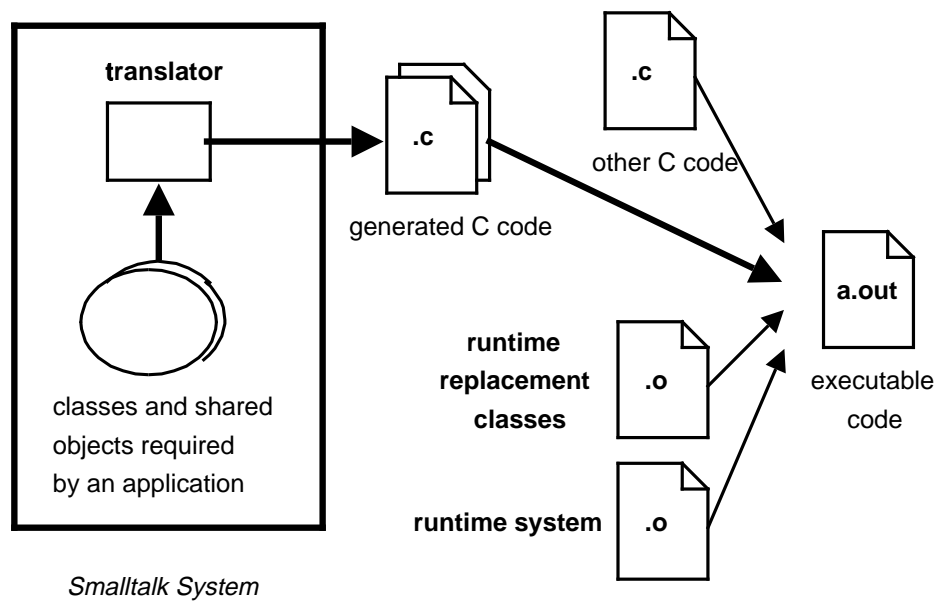 translator
.c
generated C code
.c
other C code
a.out
executable
code
runtime
replacement
classes
.o
runtime system
.o
classes and shared
objects required
by an application
Smalltalk System